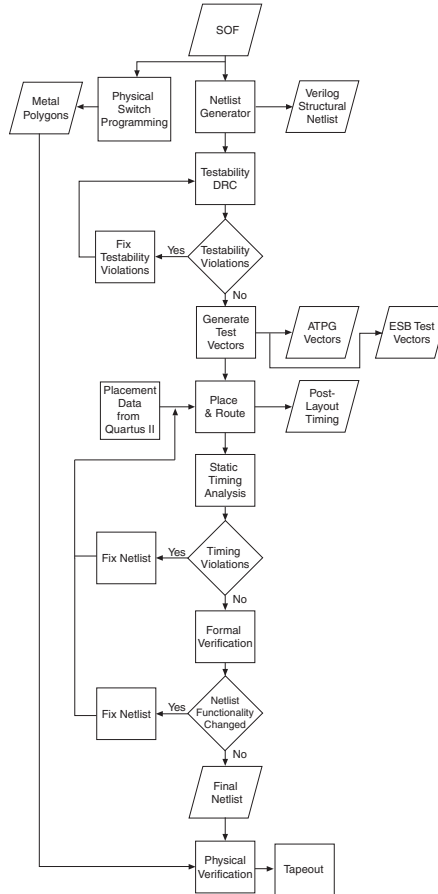 SOF
Metal
Polygons
Physical
Switch
Programming
Netlist
Generator
Verilog
Structural
Netlist
Testability
DRC
Fix
Testability
Violations
Yes
Testability
Violations
No
Generate
Test
Vectors
ATPG
Vectors
ESB Test
Vectors
Placement
Data
from
Quartus II
Place
& Route
Post-
Layout
Timing
Static
Timing
Analysis
Fix Netlist
Yes
Timing
Violations
No
Formal
Verification
Fix Netlist
Yes
Netlist
Functionality
Changed
No
Final
Netlist
Physical
Verification
Tapeout